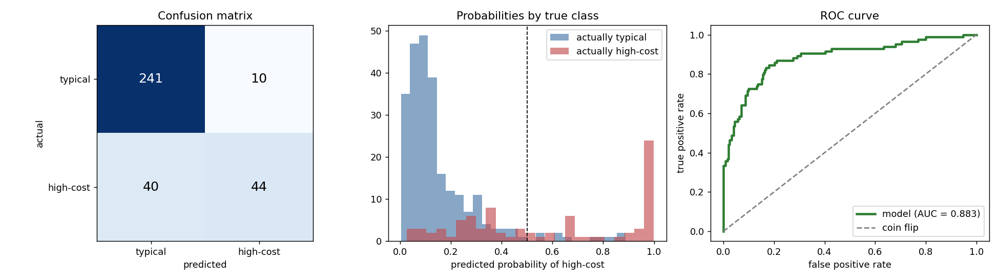 Confusion matrix
typical
high-cost
actual
241
10
40
44
typical
high-cost
predicted
Probabilities by true class
50
40
30
20
10
0
actually typical
actually high-cost
0.0
0.2
0.4
0.6
0.8
1.0
predicted probability of high-cost
ROC curve
true positive rate
1.0
0.8
0.6
0.4
0.2
0.0
model (AUC = 0.883)
coin flip
0.0
0.2
0.4
0.6
0.8
1.0
false positive rate